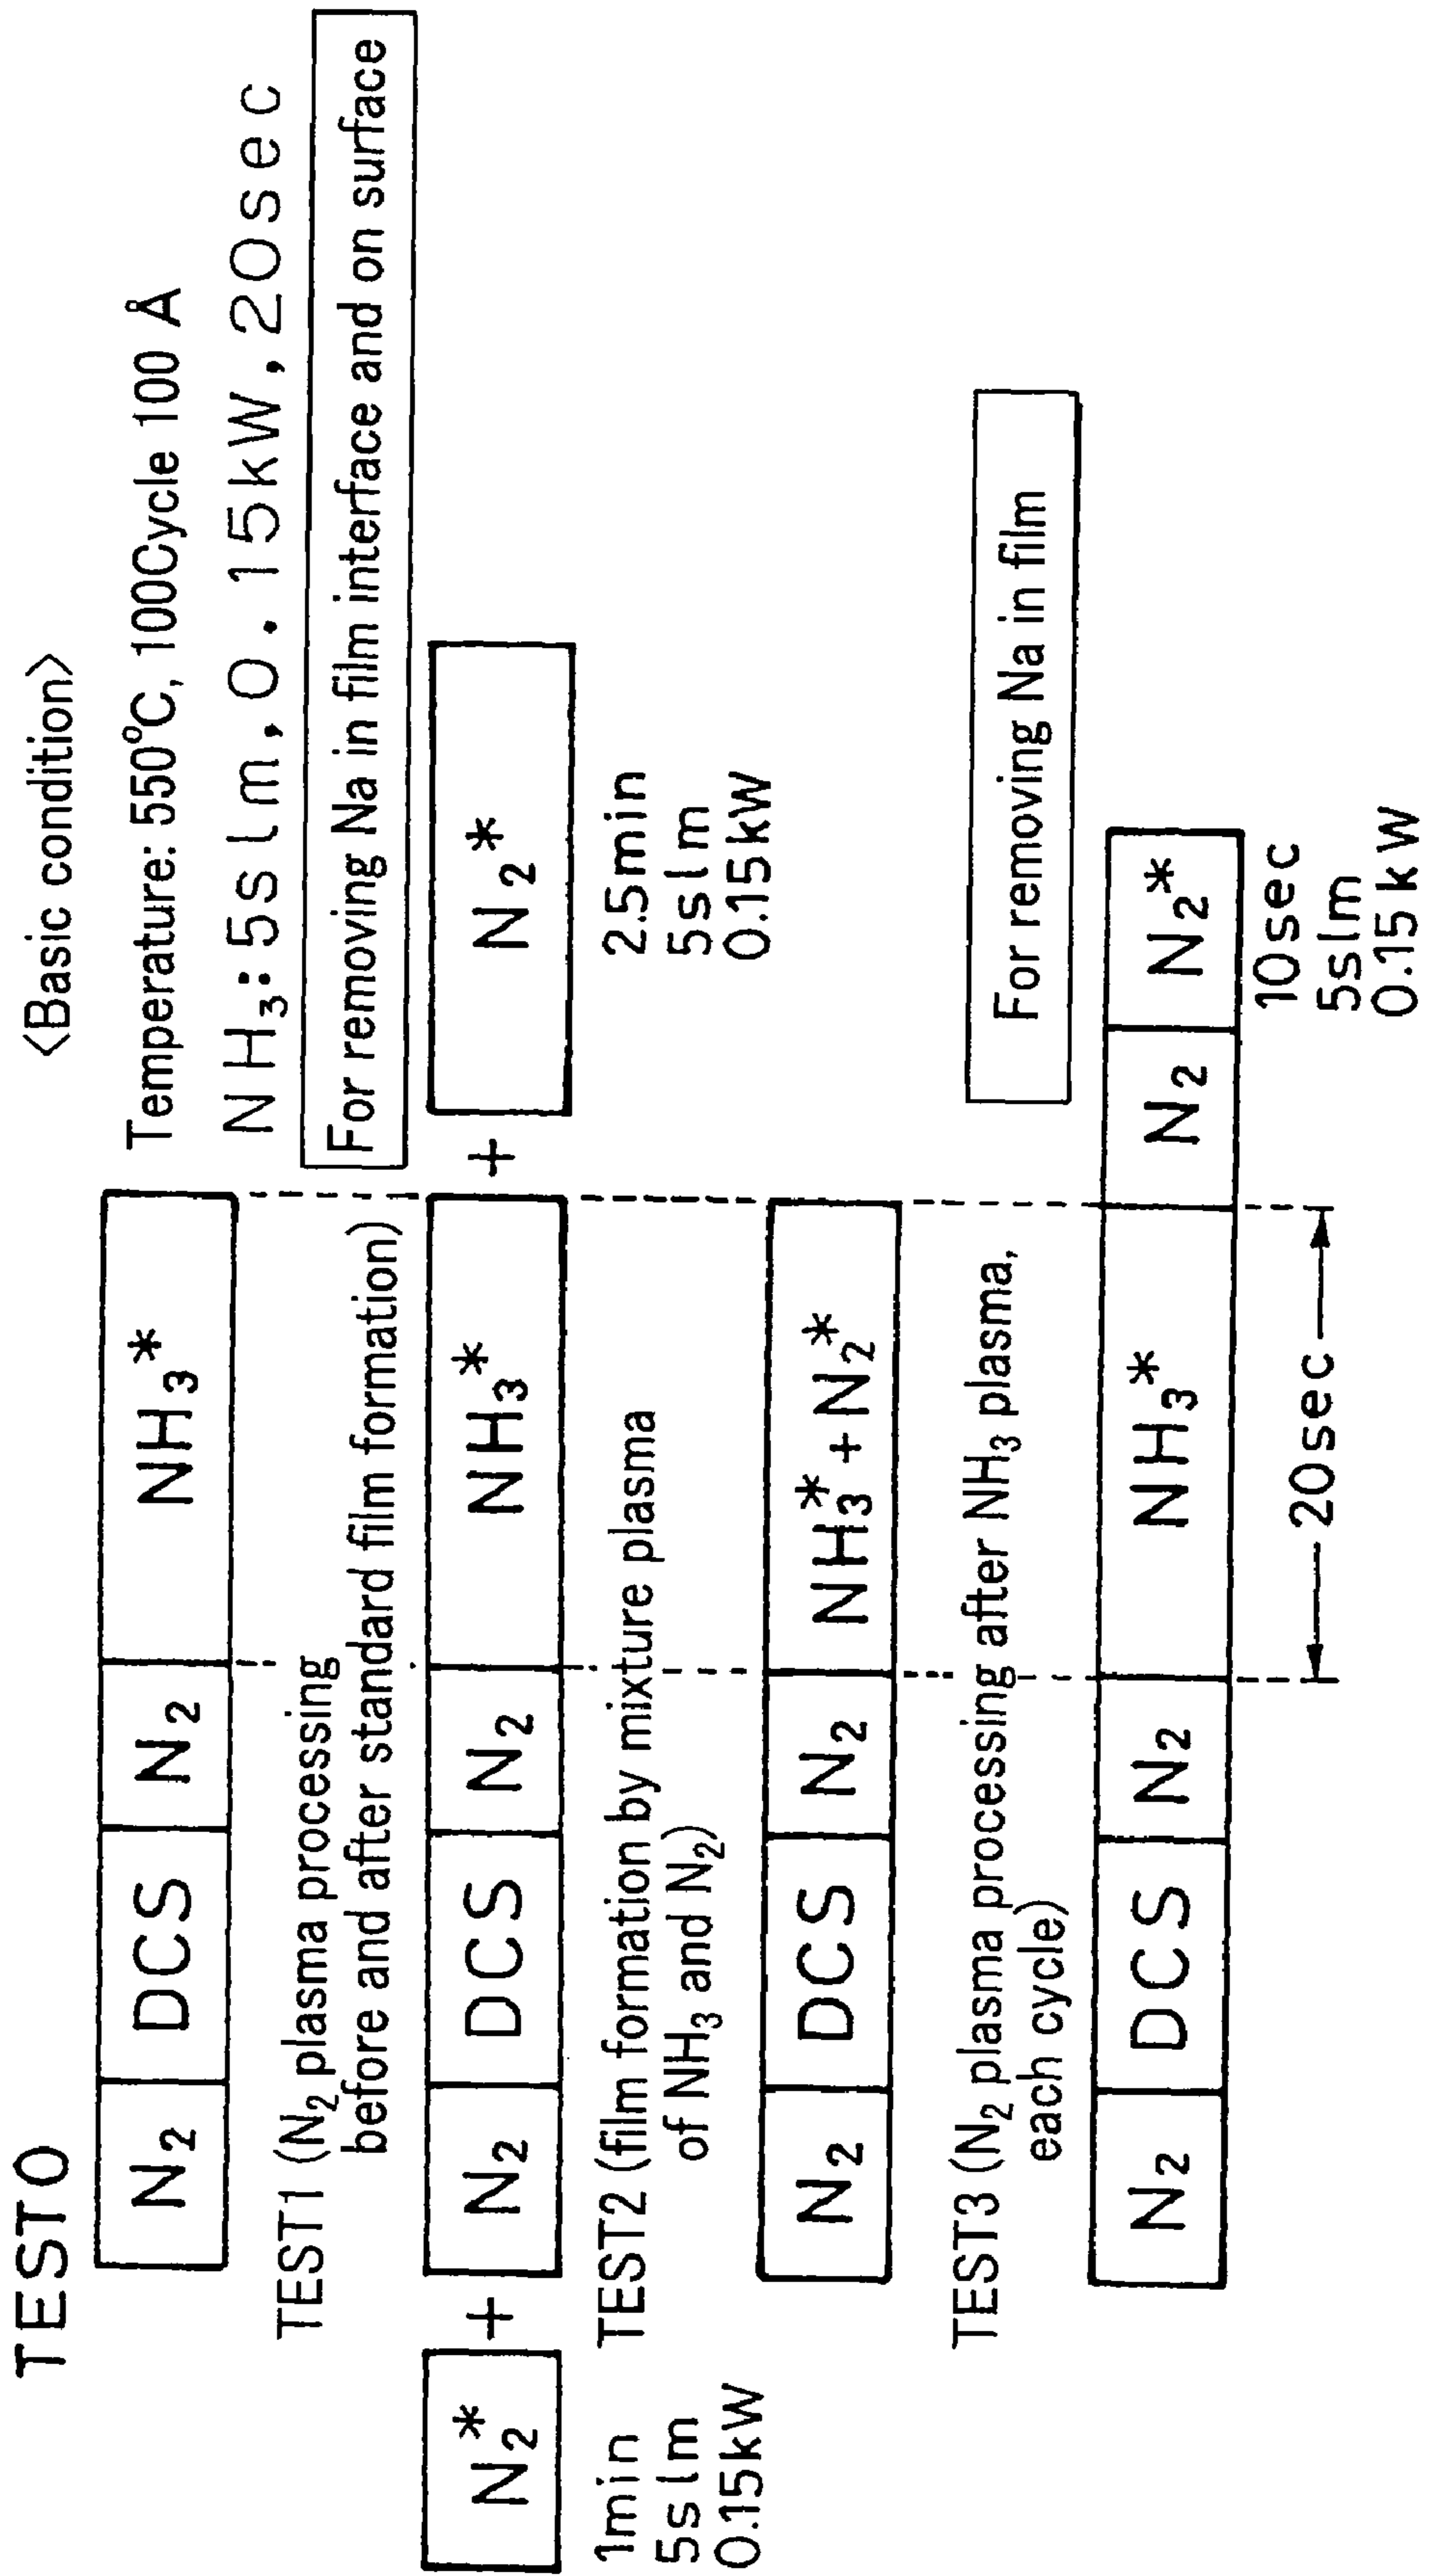 <Basic condition>
Temperature: 550°C, 100Cycle 100 Å
NH₃: 5slm, 0.15kW, 20sec
TEST0
N₂ DCS N₂ NH₃*
For removing Na in film interface and on surface
TEST1 (N₂ plasma processing
before and after standard film formation)
N₂* + N₂ DCS N₂ NH₃* + N₂*
1min
5slm
0.15kW
2.5min
5slm
0.15kW
TEST2 (film formation by mixture plasma
of NH₃ and N₂)
N₂ DCS N₂ NH₃*+N₂*
For removing Na in film
TEST3 (N₂ plasma processing after NH₃ plasma,
each cycle)
N₂ DCS N₂ NH₃* N₂ N₂*
20sec
10sec
5slm
0.15kW